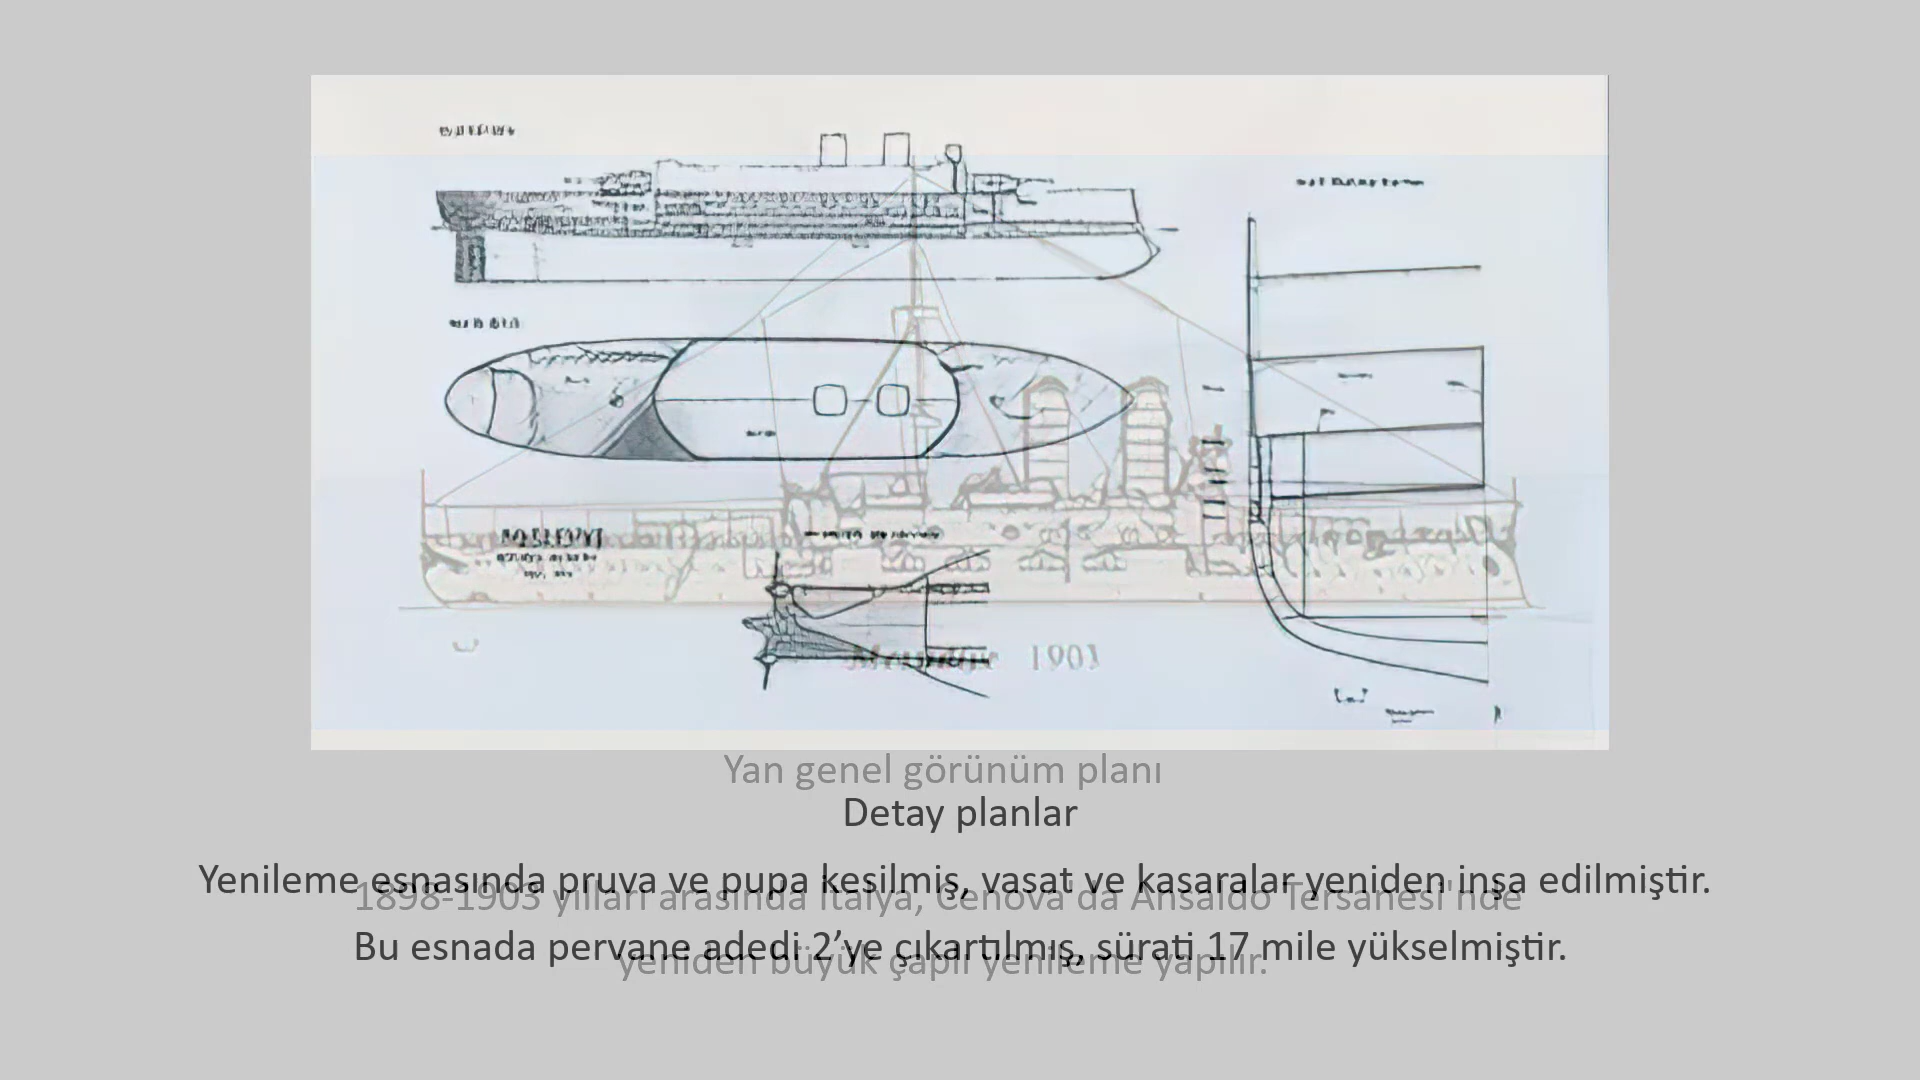 1903
Yan genel görünüm planı
Detay planlar
Yenileme esnasında pruva ve pupa kesilmiş, vasat ve kasaralar yeniden inşa edilmiştir.
1898-1903 yılları arasında İtalya, Cenova'da Ansaldo Tersanesi'nde
Bu esnada pervane adedi 2’ye çıkartılmış, sürati 17 mile yükselmiştir.
yeniden büyük çaplı yenileme yapılır.